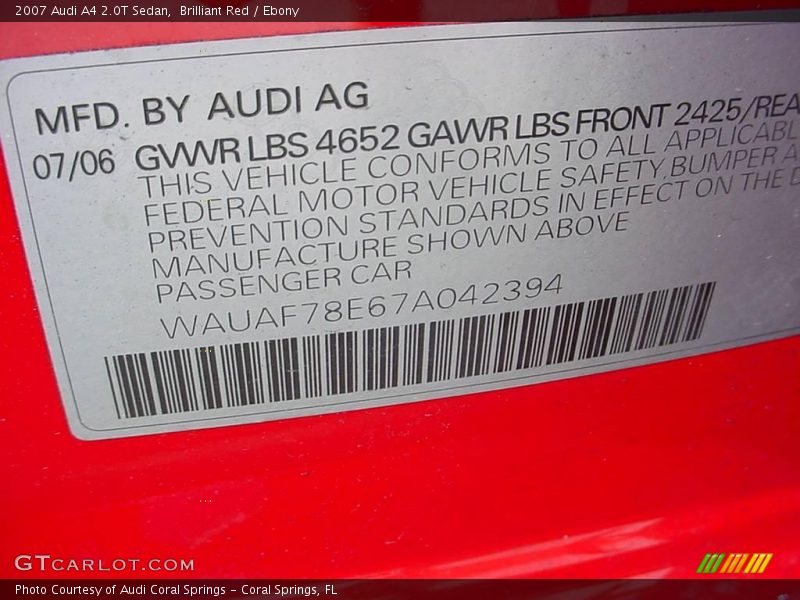 2007 Audi A4 2.0T Sedan,  Brilliant Red / Ebony
MFD. BY AUDI AG
07/06 GVWR LBS 4652 GAWR LBS FRONT 2425/REA
THIS VEHICLE CONFORMS TO ALL APPLICABL
FEDERAL MOTOR VEHICLE SAFETY, BUMPER A
PREVENTION STANDARDS IN EFFECT ON THE D
MANUFACTURE SHOWN ABOVE
PASSENGER CAR
WAUAF78E67A042394
GTCARLOT.COM
Photo Courtesy of Audi Coral Springs - Coral Springs, FL